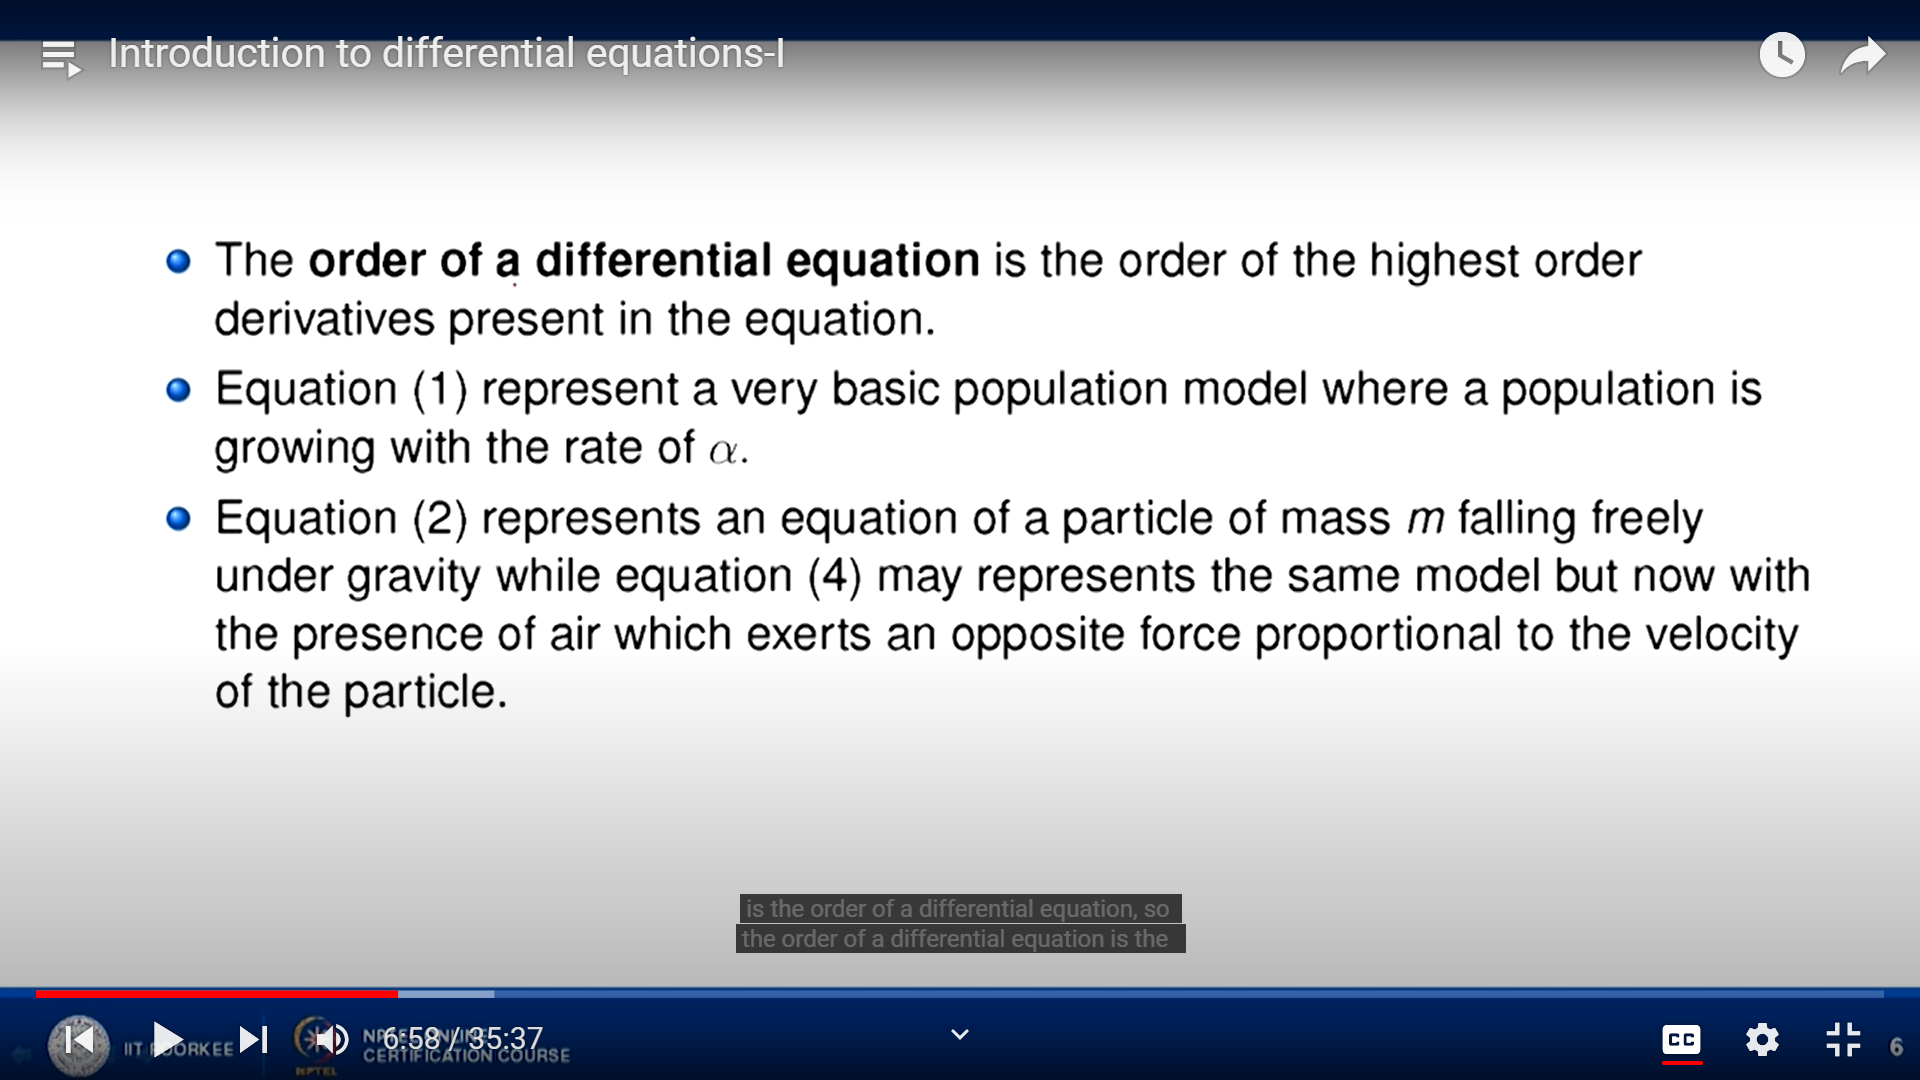 Introduction to differential equations-I
The order of a differential equation is the order of the highest order
derivatives present in the equation.
Equation (1) represent a very basic population model where a population is
growing with the rate of α.
Equation (2) represents an equation of a particle of mass m falling freely
under gravity while equation (4) may represents the same model but now with
the presence of air which exerts an opposite force proportional to the velocity
of the particle.
is the order of a differential equation, so
the order of a differential equation is the
6:58 / 35:37
IIT ROORKEE
NPTEL ONLINE
CERTIFICATION COURSE
NPTEL
CC
6